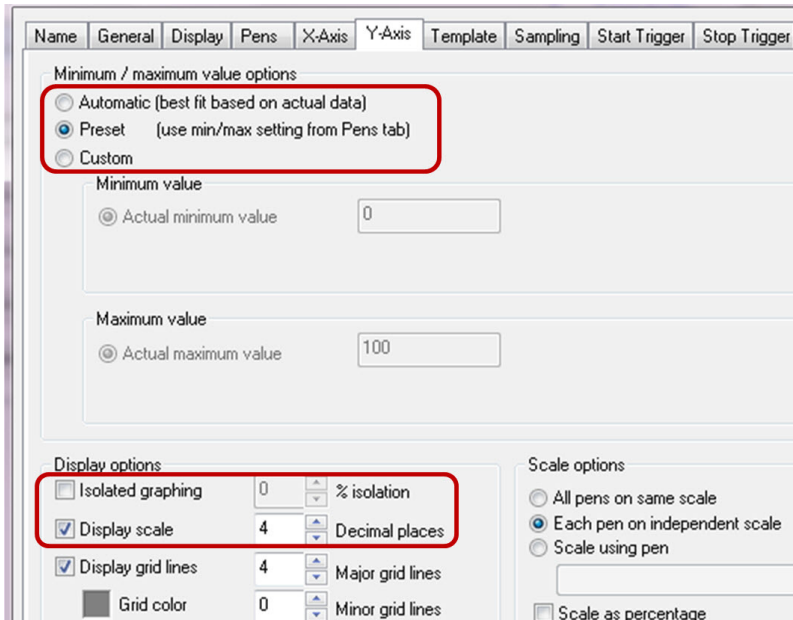 Name General Display Pens X-Axis Y-Axis Template Sampling Start Trigger Stop Trigger
Minimum / maximum value options
Automatic (best fit based on actual data)
Preset (use min/max setting from Pens tab)
Custom
Minimum value
Actual minimum value 0
Maximum value
Actual maximum value 100
Display options
Isolated graphing 0 % isolation
Display scale 4 Decimal places
Display grid lines 4 Major grid lines
Grid color 0 Minor grid lines
Scale options
All pens on same scale
Each pen on independent scale
Scale using pen
Scale as percentage